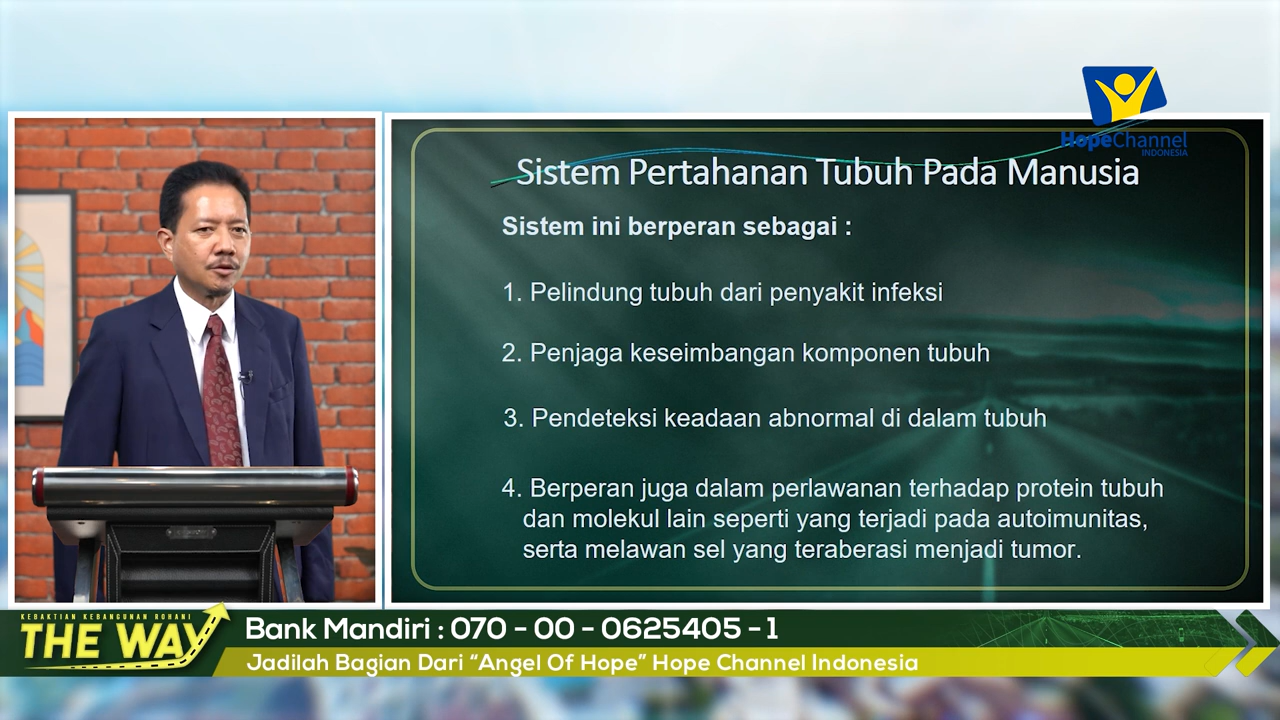 HopeChannel
INDONESIA
Sistem Pertahanan Tubuh Pada Manusia
Sistem ini berperan sebagai :
1. Pelindung tubuh dari penyakit infeksi
2. Penjaga keseimbangan komponen tubuh
3. Pendeteksi keadaan abnormal di dalam tubuh
4. Berperan juga dalam perlawanan terhadap protein tubuh
dan molekul lain seperti yang terjadi pada autoimunitas,
serta melawan sel yang teraberasi menjadi tumor.
KEBAKTIAN KEBANGUNAN ROHANI
THE WAY
Bank Mandiri : 070 - 00 - 0625405 - 1
Jadilah Bagian Dari “Angel Of Hope” Hope Channel Indonesia